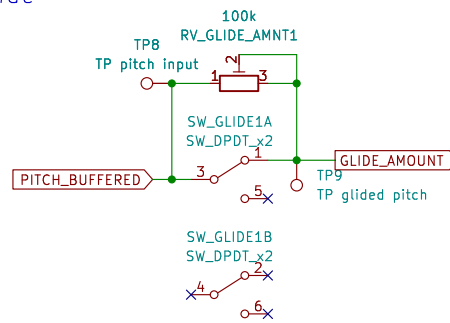 100k
RV_GLIDE_AMNT1
TP8
TP pitch input
2
1
3
SW_GLIDE1A
SW_DPDT_x2
1
3
PITCH_BUFFERED
GLIDE_AMOUNT
TP9
TP glided pitch
5
SW_GLIDE1B
SW_DPDT_x2
2
4
6